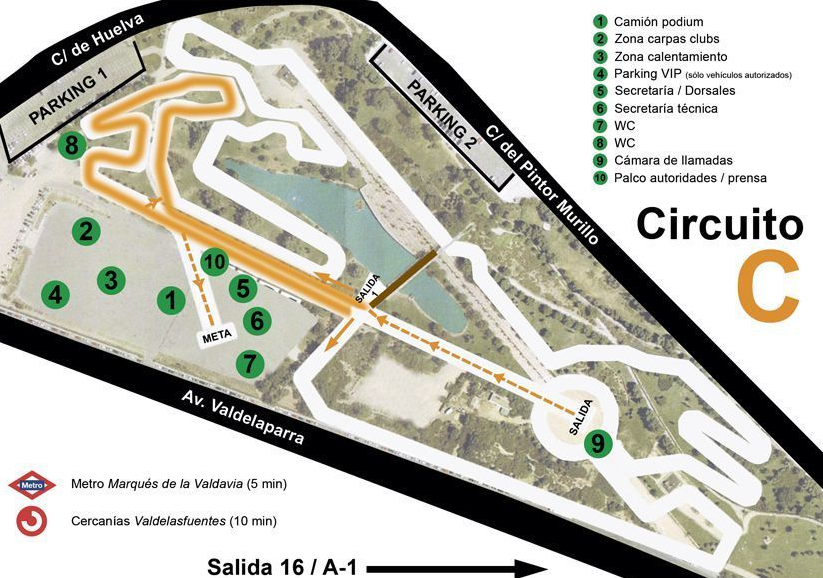 C/ de Huelva
PARKING 1
PARKING 2
C/ del Pintor Murillo
1 Camión podium
2 Zona carpas clubs
3 Zona calentamiento
4 Parking VIP (sólo vehículos autorizados)
5 Secretaría / Dorsales
6 Secretaría técnica
7 WC
8 WC
9 Cámara de llamadas
10 Palco autoridades / prensa
Circuito
C
8
2
3
4
1
10
5
6
7
META
SALIDA
1
SALIDA
9
Av. Valdelaparra
Metro Metro Marqués de la Valdavia (5 min)
Cercanías Valdelasfuentes (10 min)
Salida 16 / A-1